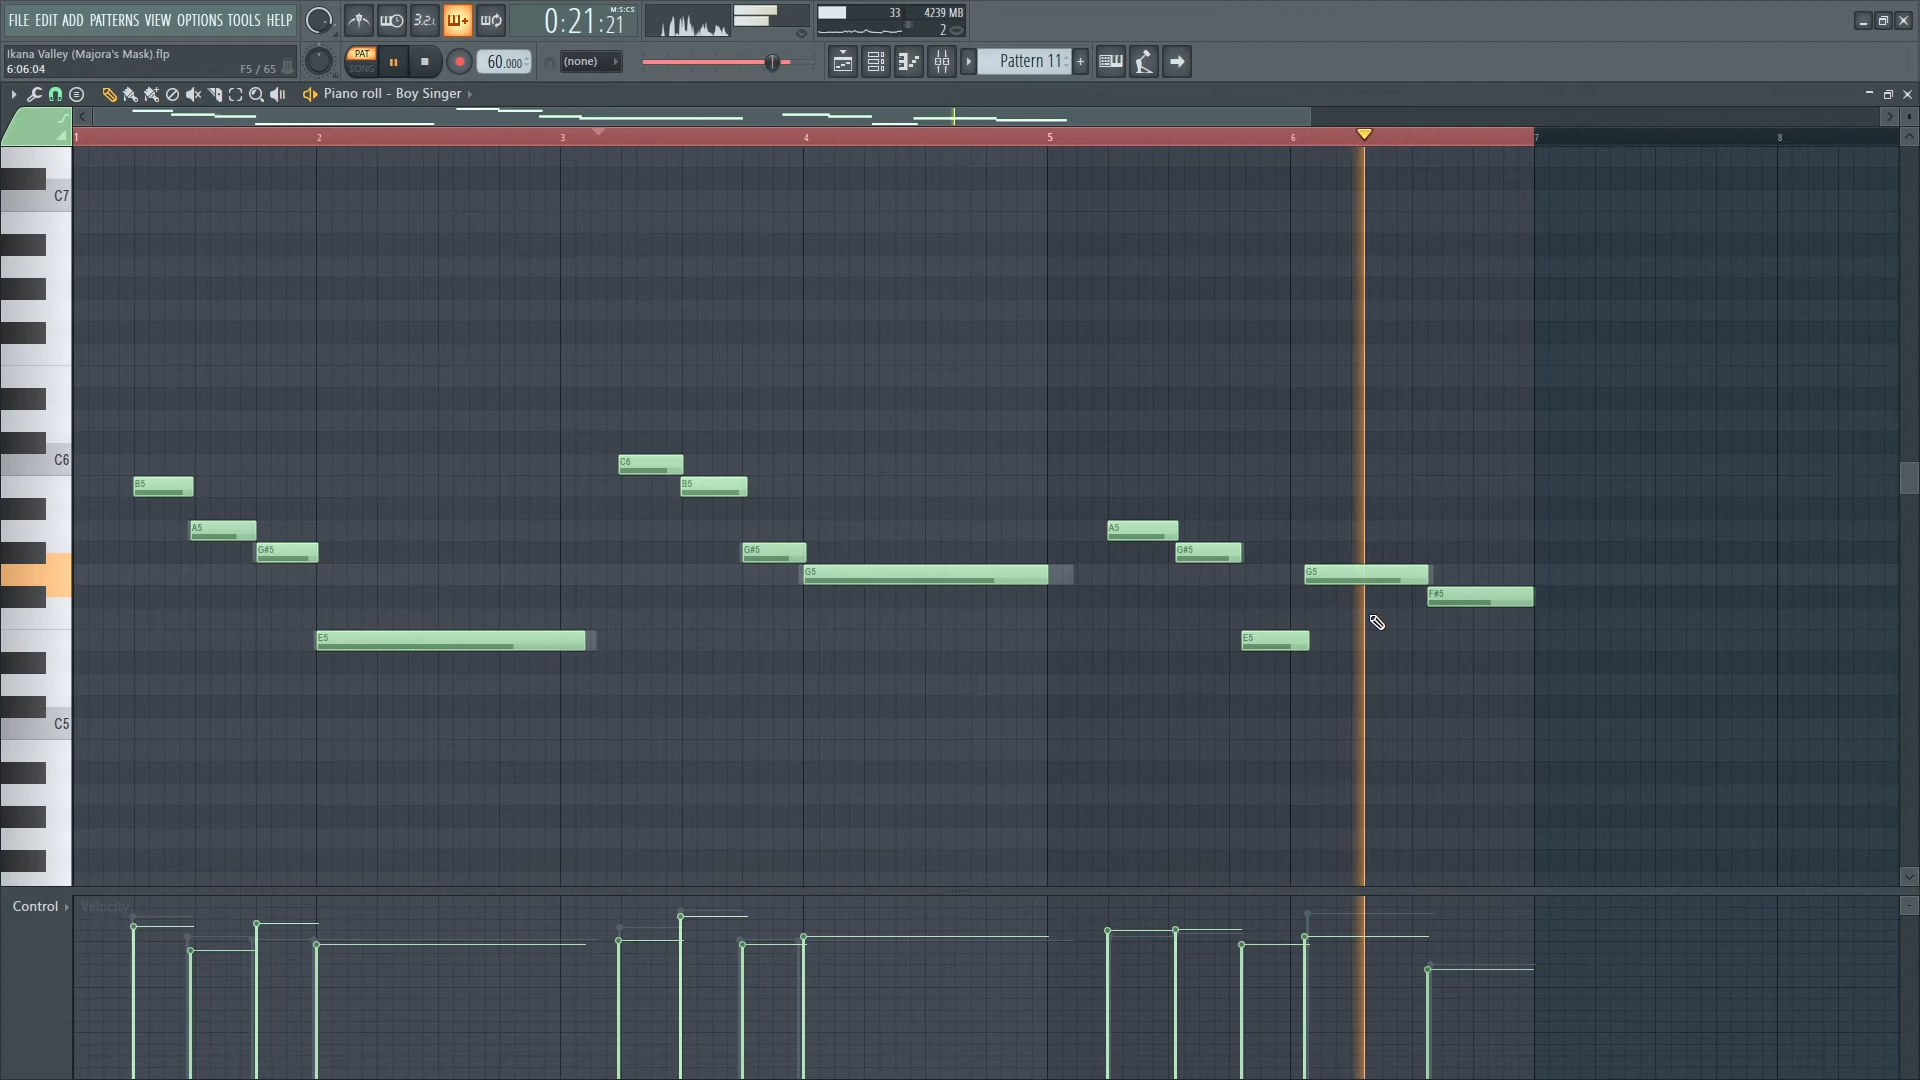 FILE EDIT ADD PATTERNS VIEW OPTIONS TOOLS HELP
3.2.
0:21:21
M:S:CS
33
4239 MB
2
Ikana Valley (Majora's Mask).flp
6:06:04
F5 / 65
PAT
SONG
60.000
(none)
Pattern 11
+
Piano roll - Boy Singer
1 2 3 4 5 6 7 8
C7
C6
C6
B5
B5
A5
A5
G#5
G#5
G#5
G5
G5
F#5
E5
E5
C5
Control
Velocity